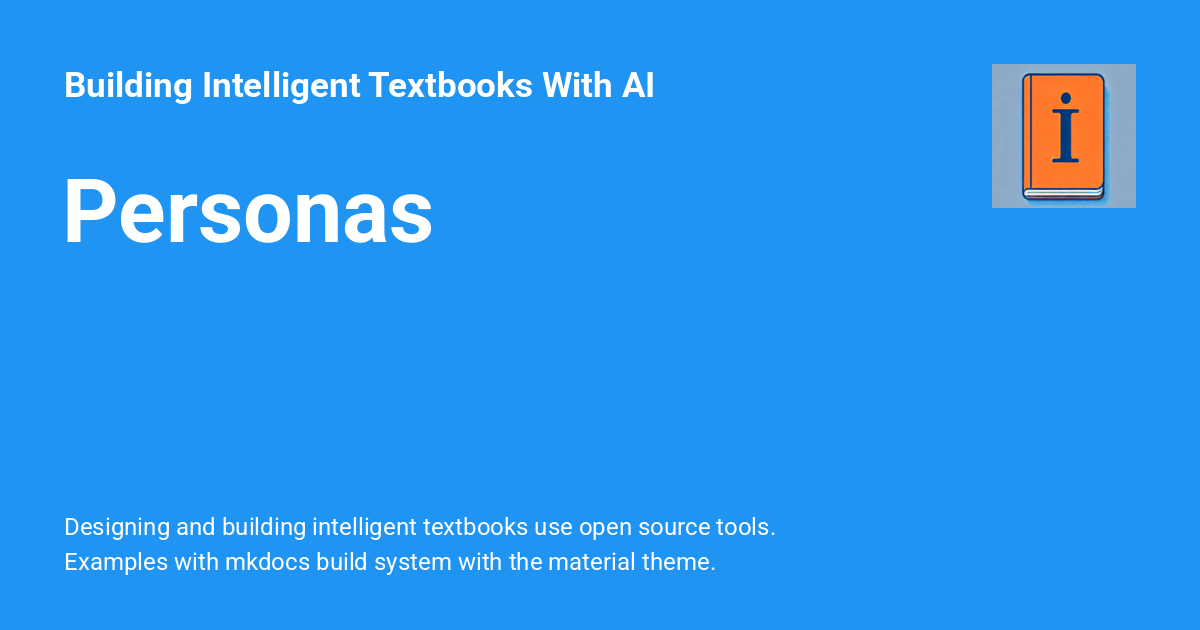 Building Intelligent Textbooks With AI
i
Personas
Designing and building intelligent textbooks use open source tools.
Examples with mkdocs build system with the material theme.